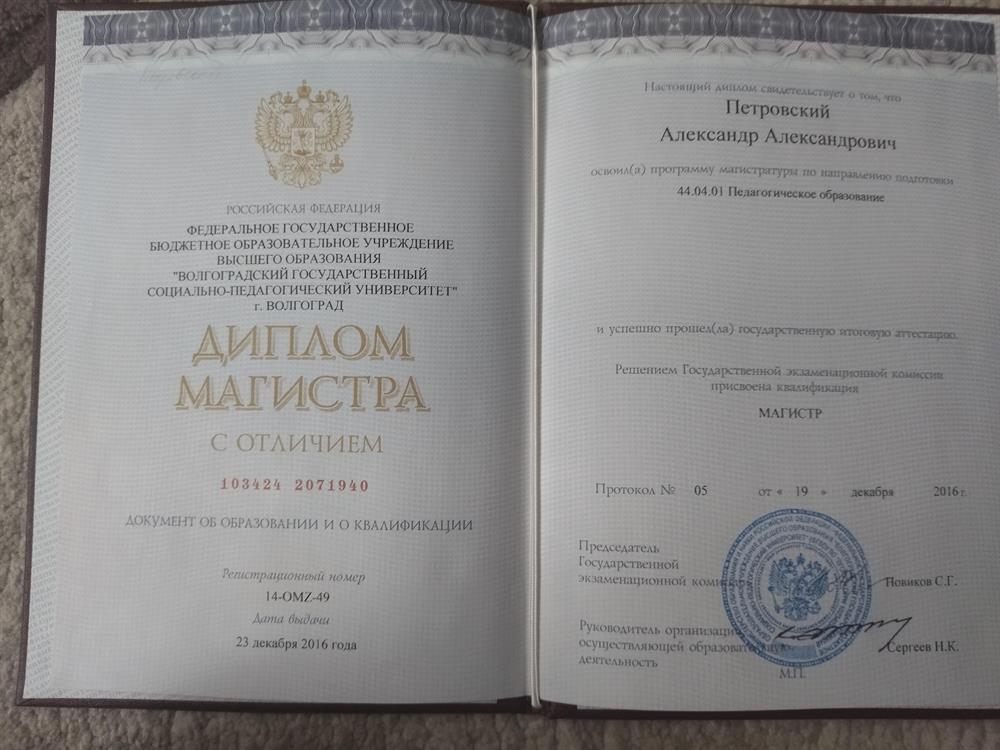 РОССИЙСКАЯ ФЕДЕРАЦИЯ
ФЕДЕРАЛЬНОЕ ГОСУДАРСТВЕННОЕ
БЮДЖЕТНОЕ ОБРАЗОВАТЕЛЬНОЕ УЧРЕЖДЕНИЕ
ВЫСШЕГО ОБРАЗОВАНИЯ
"ВОЛГОГРАДСКИЙ ГОСУДАРСТВЕННЫЙ
СОЦИАЛЬНО-ПЕДАГОГИЧЕСКИЙ УНИВЕРСИТЕТ"
г. ВОЛГОГРАД
ДИПЛОМ
МАГИСТРА
С ОТЛИЧИЕМ
103424 2071940
ДОКУМЕНТ ОБ ОБРАЗОВАНИИ И О КВАЛИФИКАЦИИ
Регистрационный номер
14-OMZ-49
Дата выдачи
23 декабря 2016 года
Настоящий диплом свидетельствует о том, что
Петровский
Александр Александрович
освоил(а) программу магистратуры по направлению подготовки
44.04.01 Педагогическое образование
и успешно прошел(ла) государственную итоговую аттестацию.
Решением Государственной экзаменационной комиссии
присвоена квалификация
МАГИСТР
Протокол № 05 от « 19 » декабря 2016 г.
Председатель
Государственной
экзаменационной Новиков С.Г.
Руководитель
осуществляющей Сергеев Н.К.
деятельность
М.П.